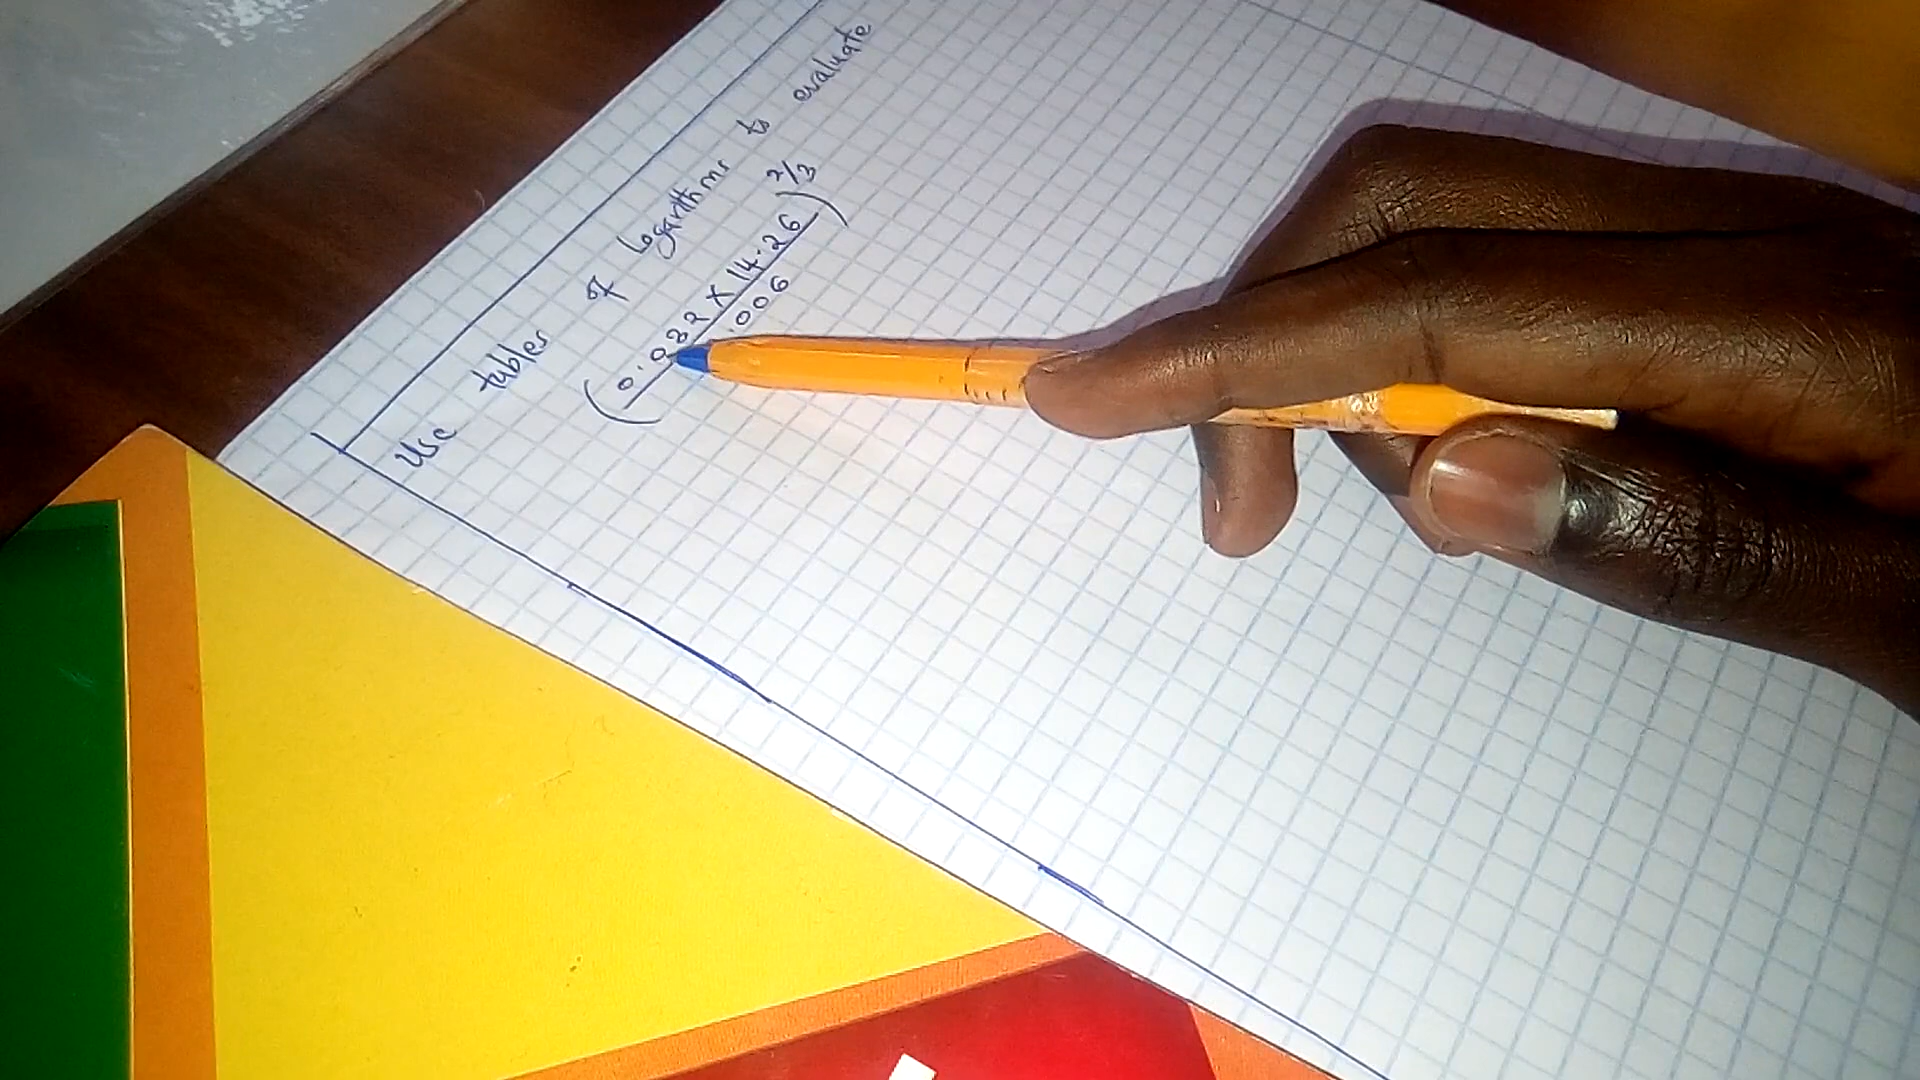 Use tables of logarithms to evaluate
(0.032 × 14.26 / .006)^2/3